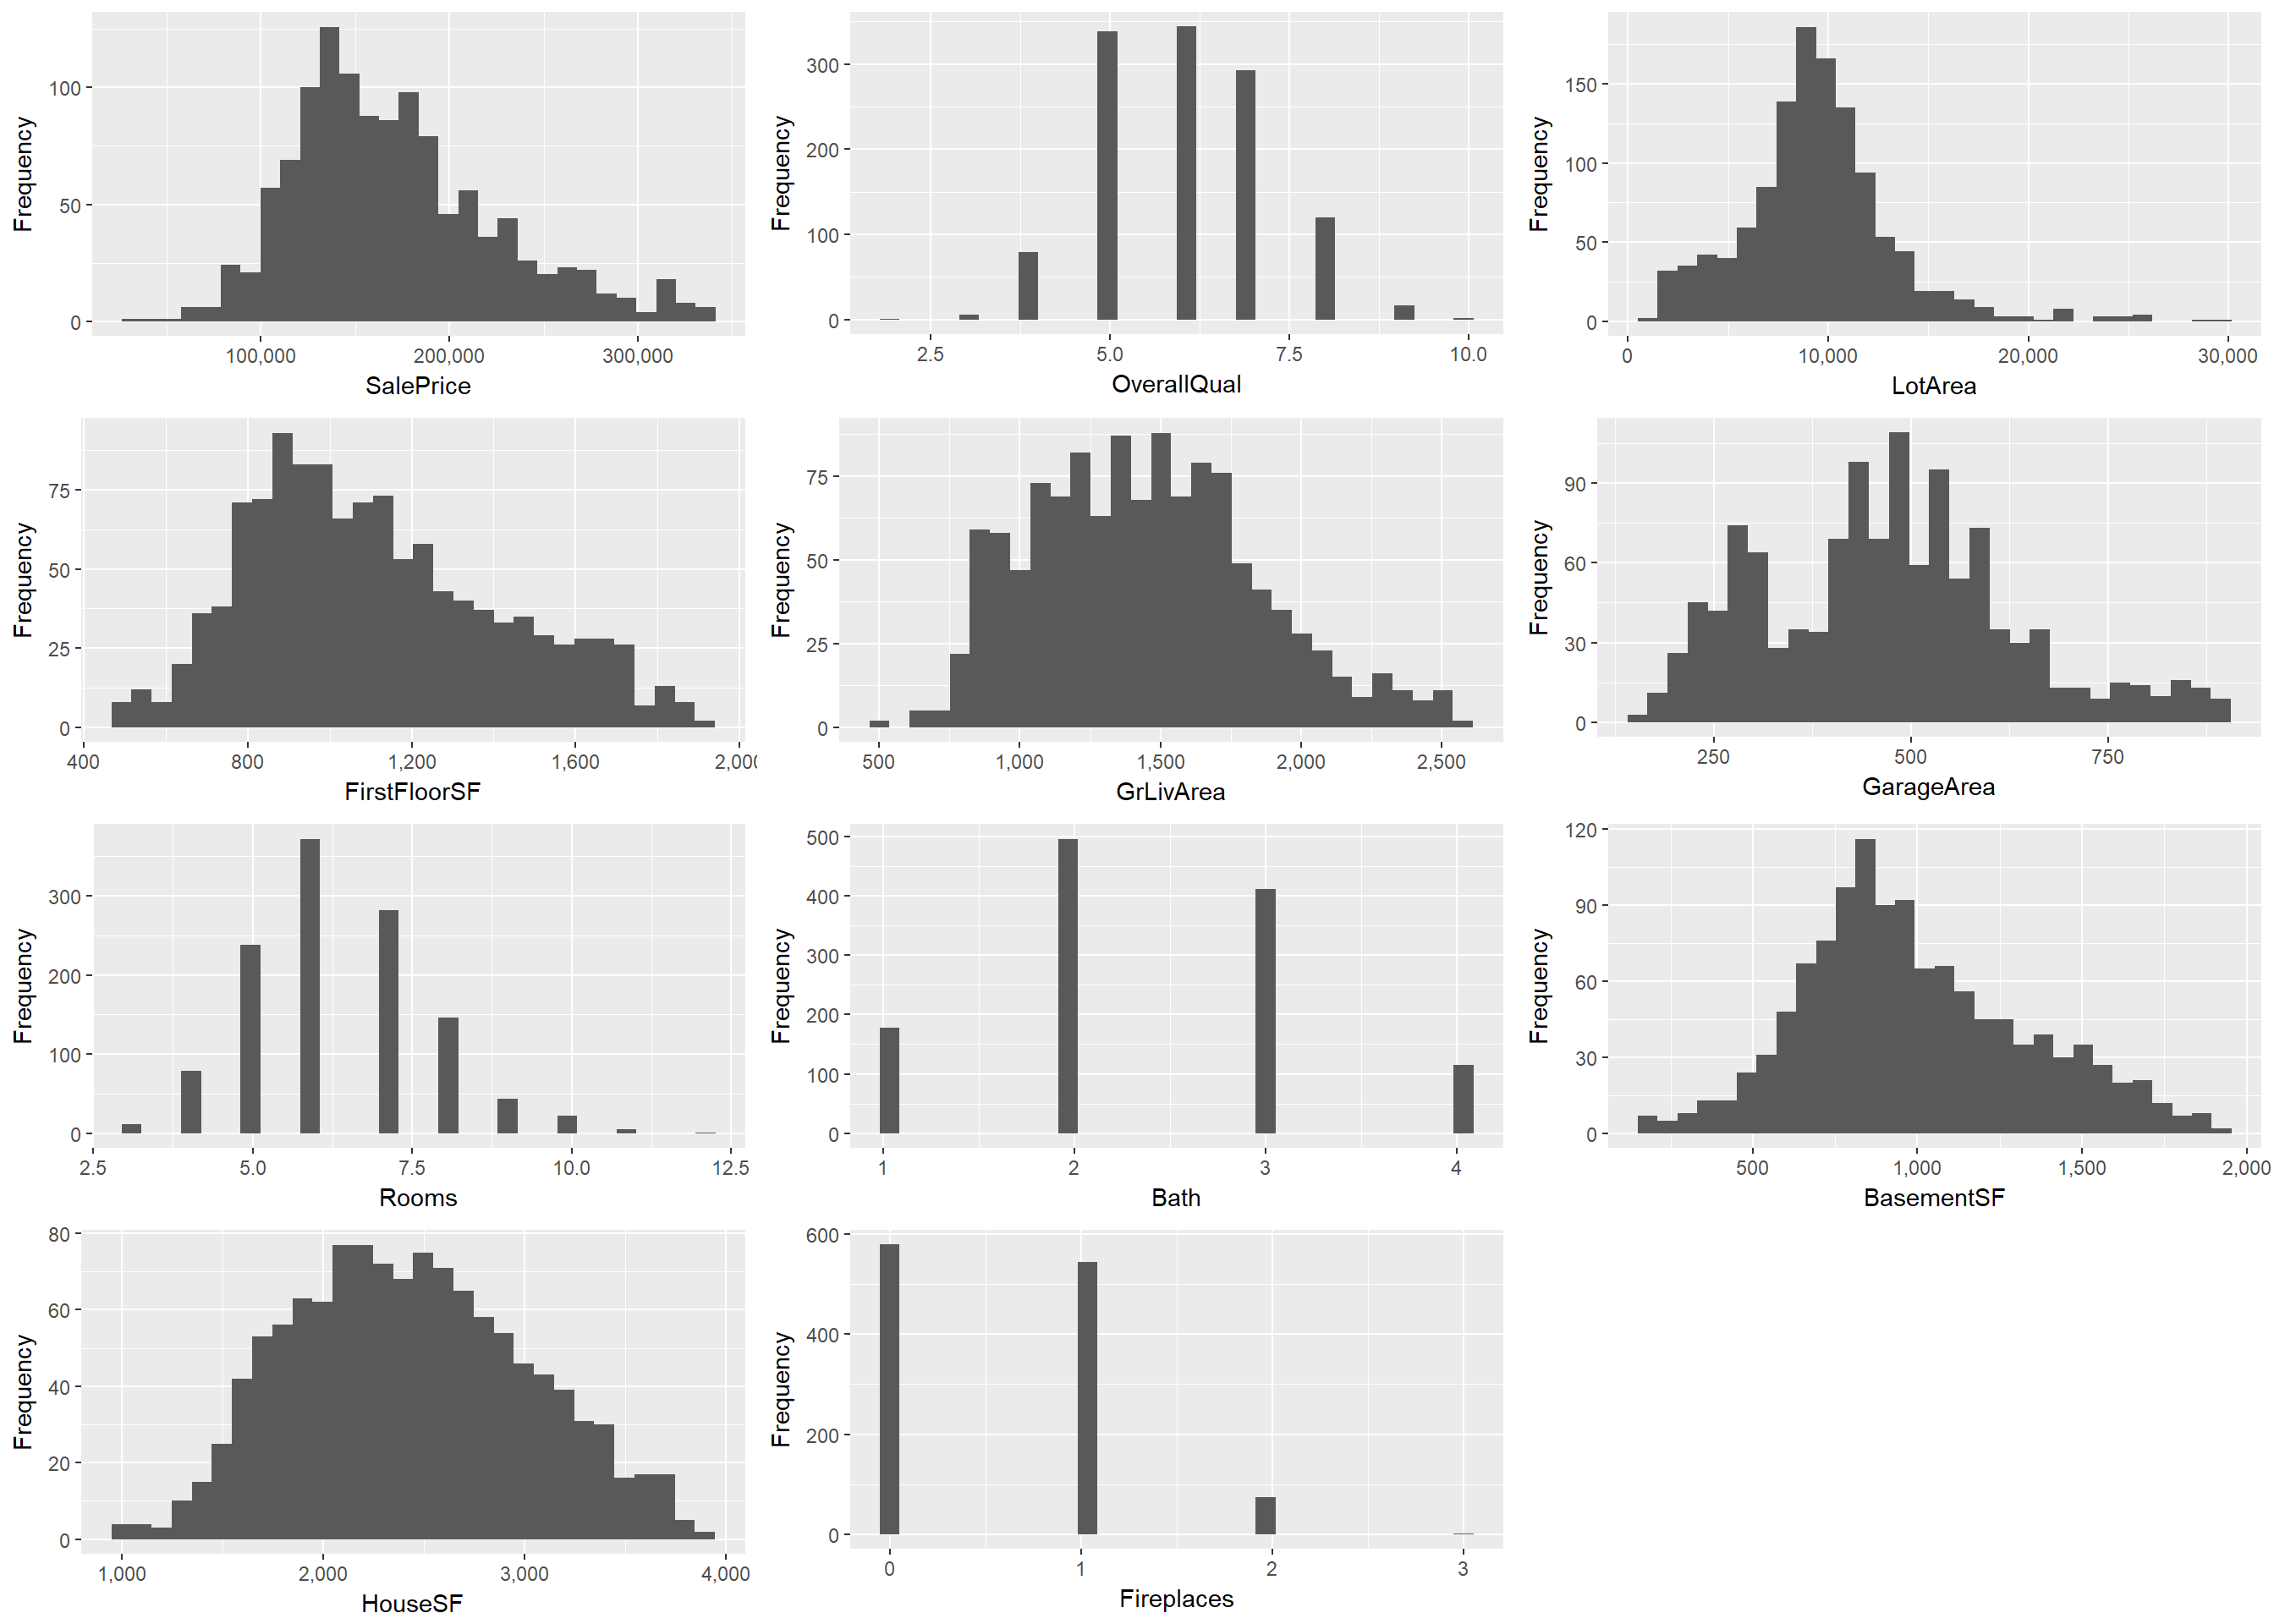 Frequency
100
50
0
100,000 200,000 300,000
SalePrice
Frequency
300
200
100
0
2.5 5.0 7.5 10.0
OverallQual
Frequency
150
100
50
0
0 10,000 20,000 30,000
LotArea
Frequency
75
50
25
0
400 800 1,200 1,600 2,000
FirstFloorSF
Frequency
75
50
25
0
500 1,000 1,500 2,000 2,500
GrLivArea
Frequency
90
60
30
0
250 500 750
GarageArea
Frequency
300
200
100
0
2.5 5.0 7.5 10.0 12.5
Rooms
Frequency
500
400
300
200
100
0
1 2 3 4
Bath
Frequency
120
90
60
30
0
500 1,000 1,500 2,000
BasementSF
Frequency
80
60
40
20
0
1,000 2,000 3,000 4,000
HouseSF
Frequency
600
400
200
0
0 1 2 3
Fireplaces